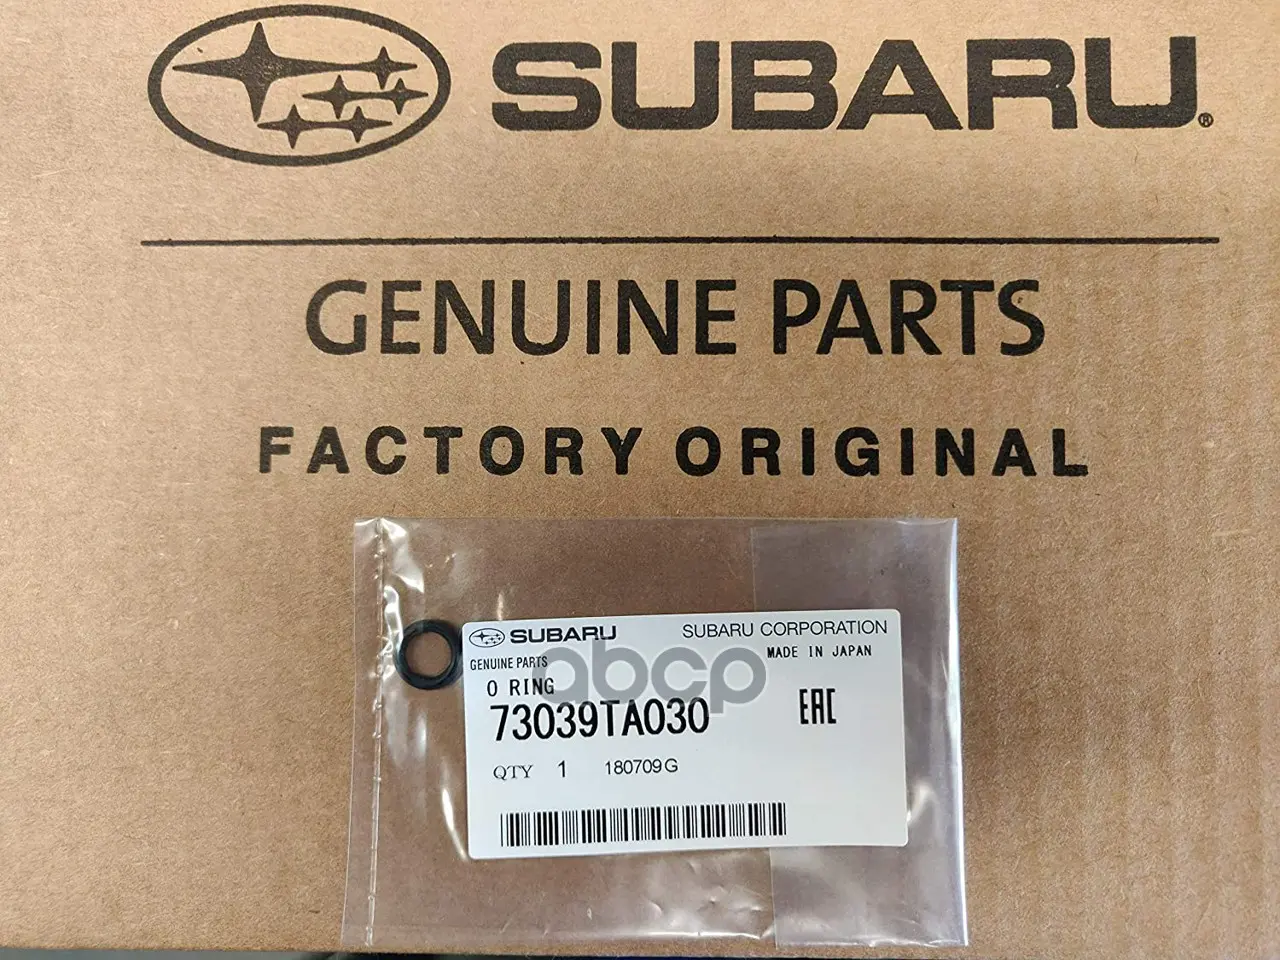 SUBARU®
GENUINE PARTS
FACTORY ORIGINAL
SUBARU SUBARU CORPORATION
GENUINE PARTS MADE IN JAPAN
O RING
abcp
73039TA030 EAC
QTY 1 180709G